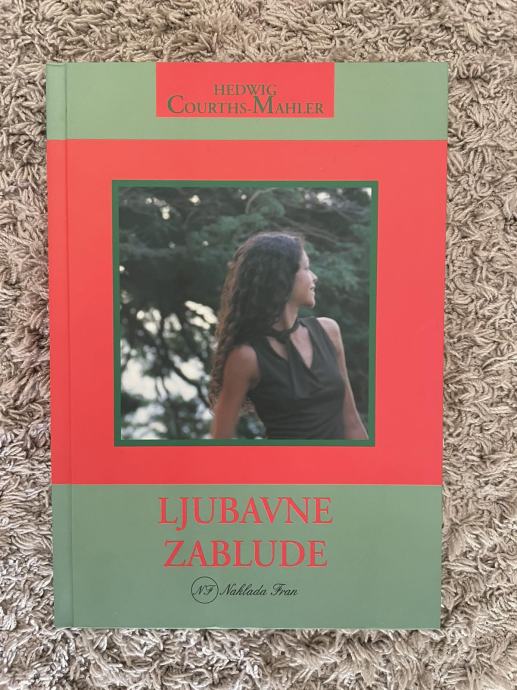 HEDWIG
COURTHS-MAHLER
LJUBAVNE
ZABLUDE
NF Naklada Fran